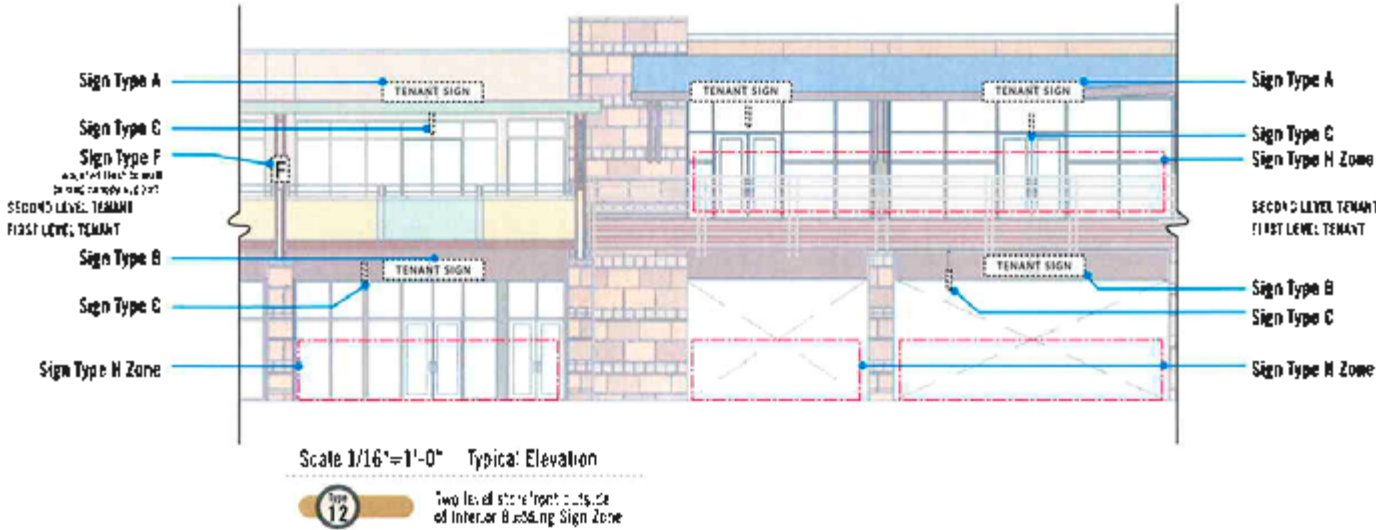 Sign Type A
TENANT SIGN
TENANT SIGN
TENANT SIGN
Sign Type A
Sign Type C
Sign Type C
Sign Type F
F
Sign Type H Zone
SECOND LEVEL TENANT
FIRST LEVEL TENANT
SECOND LEVEL TENANT
FIRST LEVEL TENANT
Sign Type B
TENANT SIGN
TENANT SIGN
Sign Type B
Sign Type C
Sign Type C
Sign Type H Zone
Sign Type H Zone
Scale 1/16"=1'-0" Typical Elevation
Type
12
Two level storefront outside
of Interior Building Sign Zone